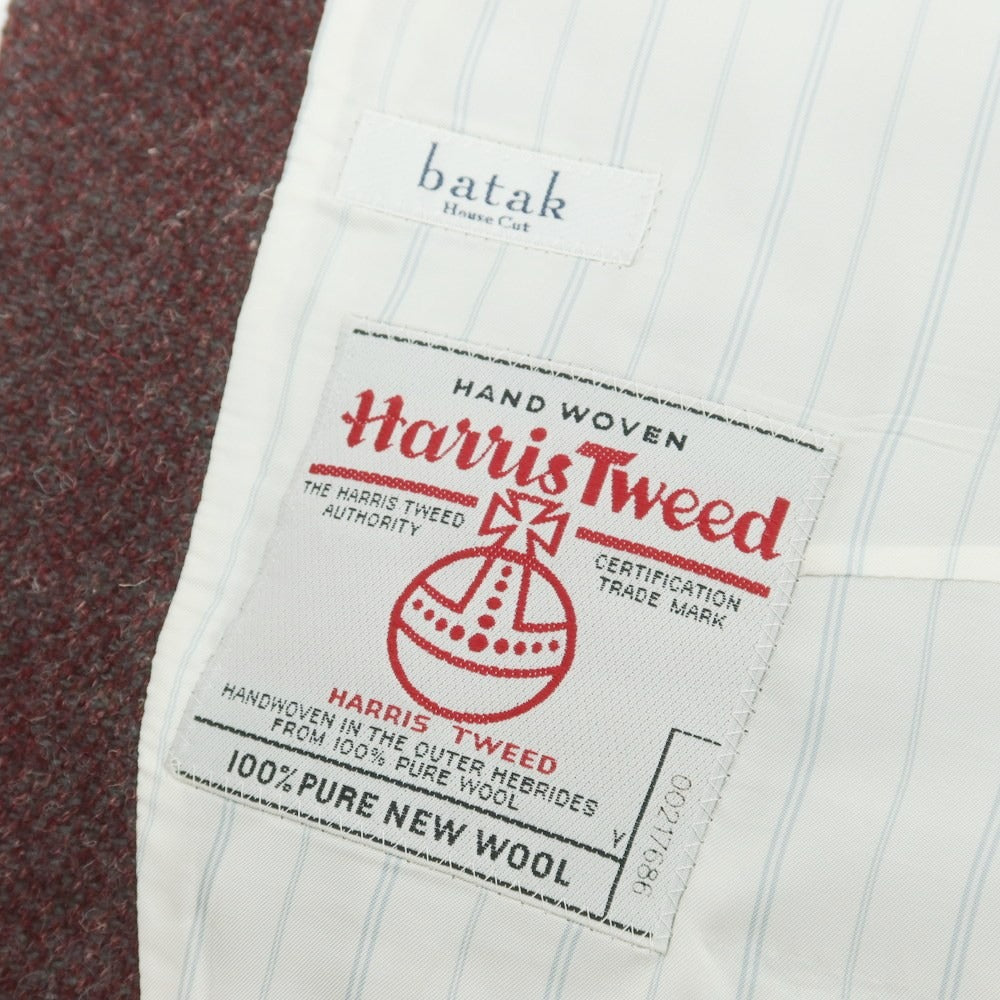 batak
House Cut
HAND WOVEN
Harris Tweed
THE HARRIS TWEED
AUTHORITY
CERTIFICATION
TRADE MARK
HARRIS TWEED
HANDWOVEN IN THE OUTER HEBRIDES
FROM 100% PURE WOOL
100% PURE NEW WOOL
Y
00217686